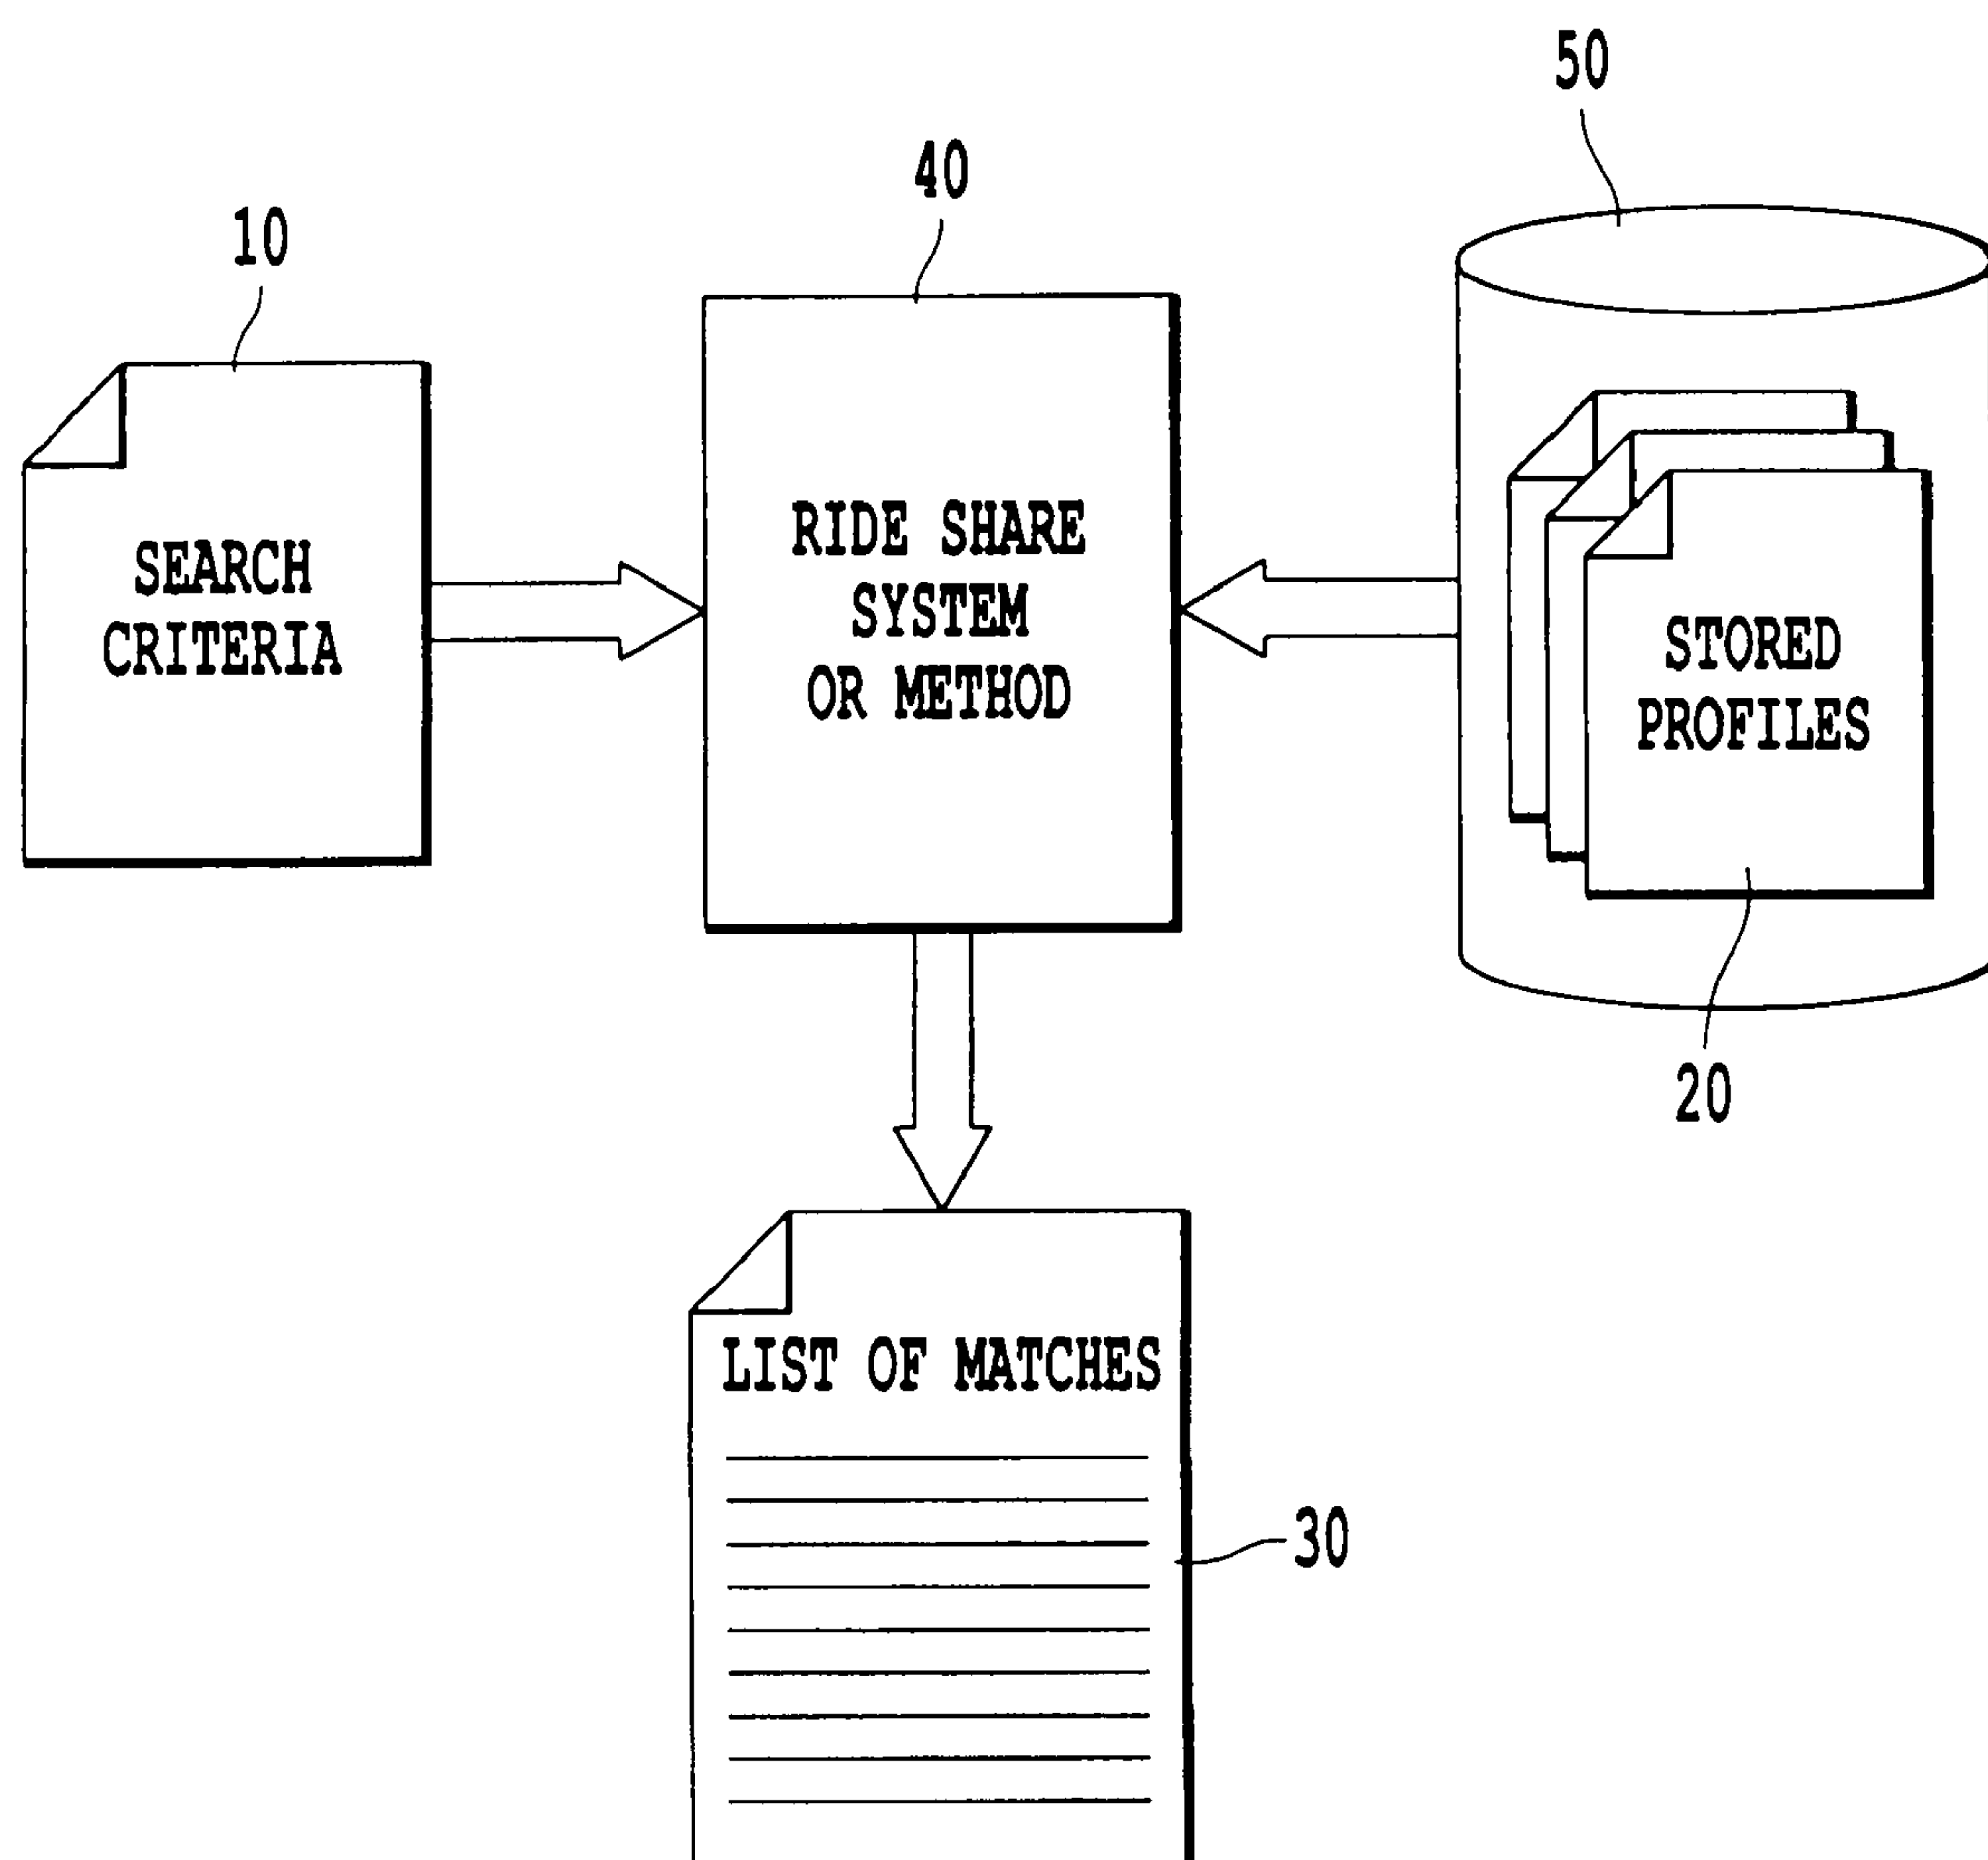 50
40
10
SEARCH
CRITERIA
RIDE SHARE
SYSTEM
OR METHOD
STORED
PROFILES
20
LIST OF MATCHES
30